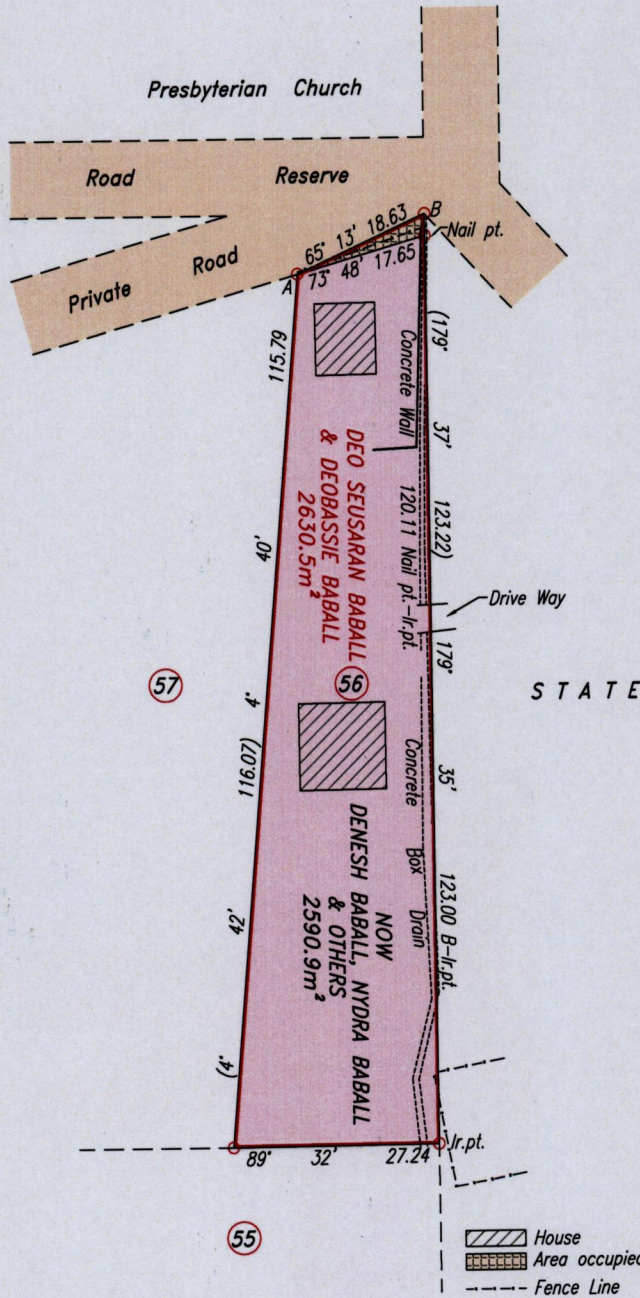 Presbyterian Church
Road Reserve
Private Road
B
Nail pt.
65° 13' 18.63
73° 48' 17.65
A
115.79 40' 4°
116.07) 42' (4°
(179° 37' 123.22)
179° 35' 123.00 B-Ir.pt.
Concrete Wall
120.11 Nail pt.-Ir.pt.
Drive Way
DEO SEUSARAN BABALL
& DEOBASSIE BABALL
2630.5m²
57
56
STATE
Concrete Box Drain
NOW
DENESH BABALL, NYDRA BABALL
& OTHERS
2590.9m²
Ir.pt.
89° 32' 27.24
55
House
Area occupied
Fence Line